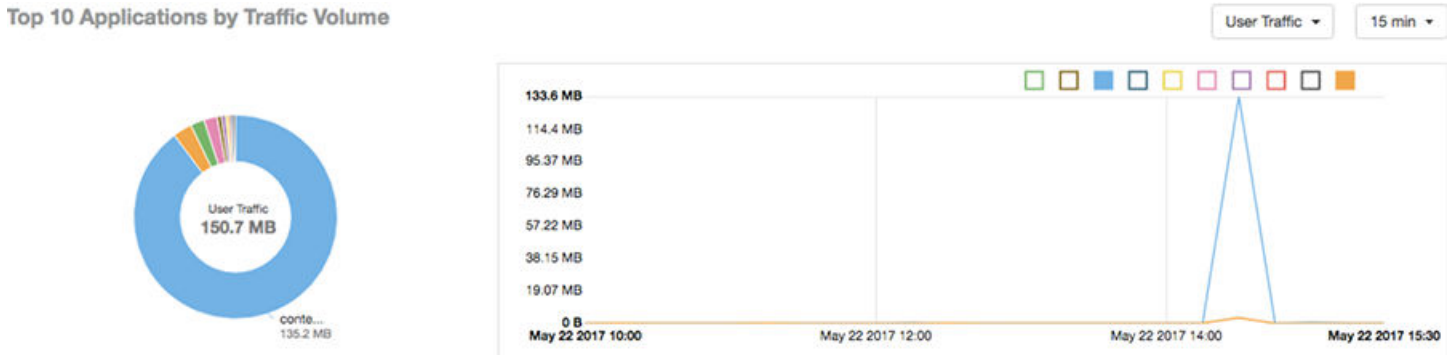 Top 10 Applications by Traffic Volume
User Traffic
15 min
User Traffic
150.7 MB
conte...
135.2 MB
133.6 MB
114.4 MB
95.37 MB
76.29 MB
57.22 MB
38.15 MB
19.07 MB
0 B
May 22 2017 10:00
May 22 2017 12:00
May 22 2017 14:00
May 22 2017 15:30